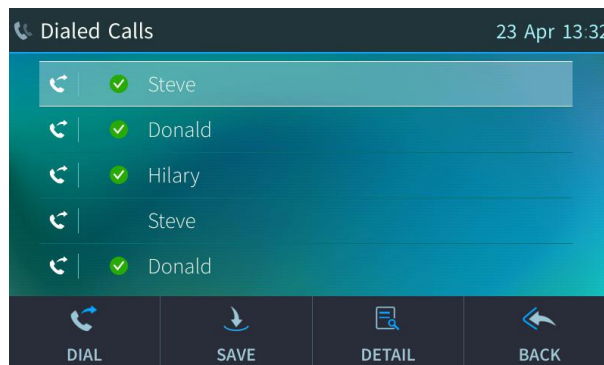 Dialed Calls 23 Apr 13:32
Steve
Donald
Hilary
Steve
Donald
DIAL SAVE DETAIL BACK